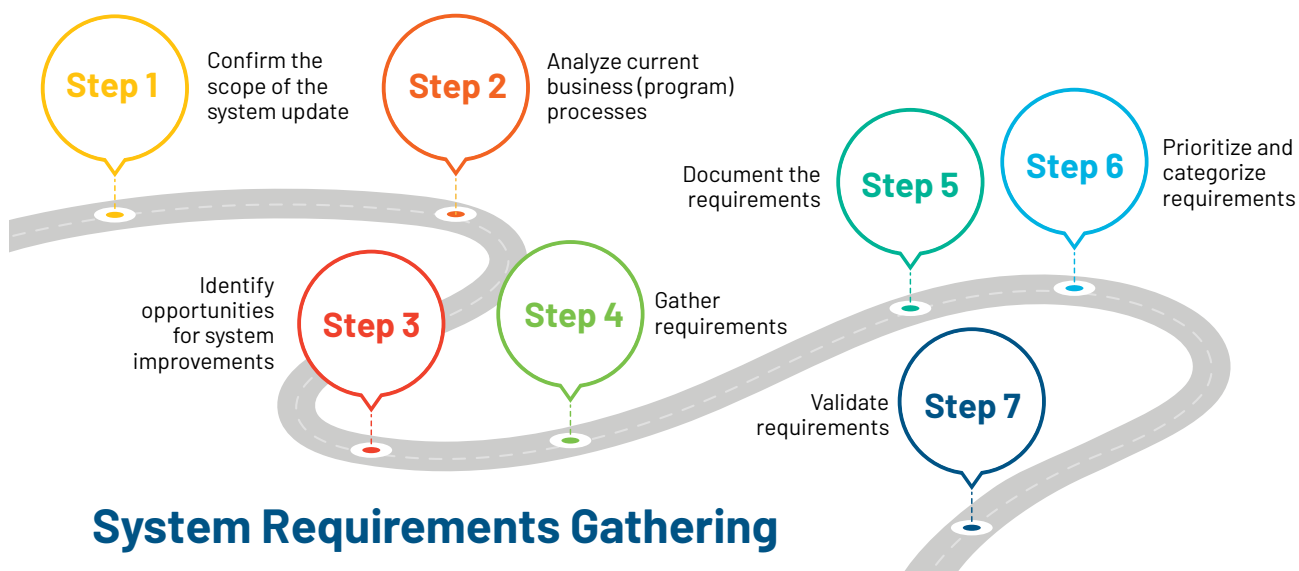 Step 1
Confirm the
scope of the
system update
Step 2
Analyze current
business (program)
processes
Step 3
Identify
opportunities
for system
improvements
Step 4
Gather
requirements
Step 5
Document the
requirements
Step 6
Prioritize and
categorize
requirements
Step 7
Validate
requirements
System Requirements Gathering